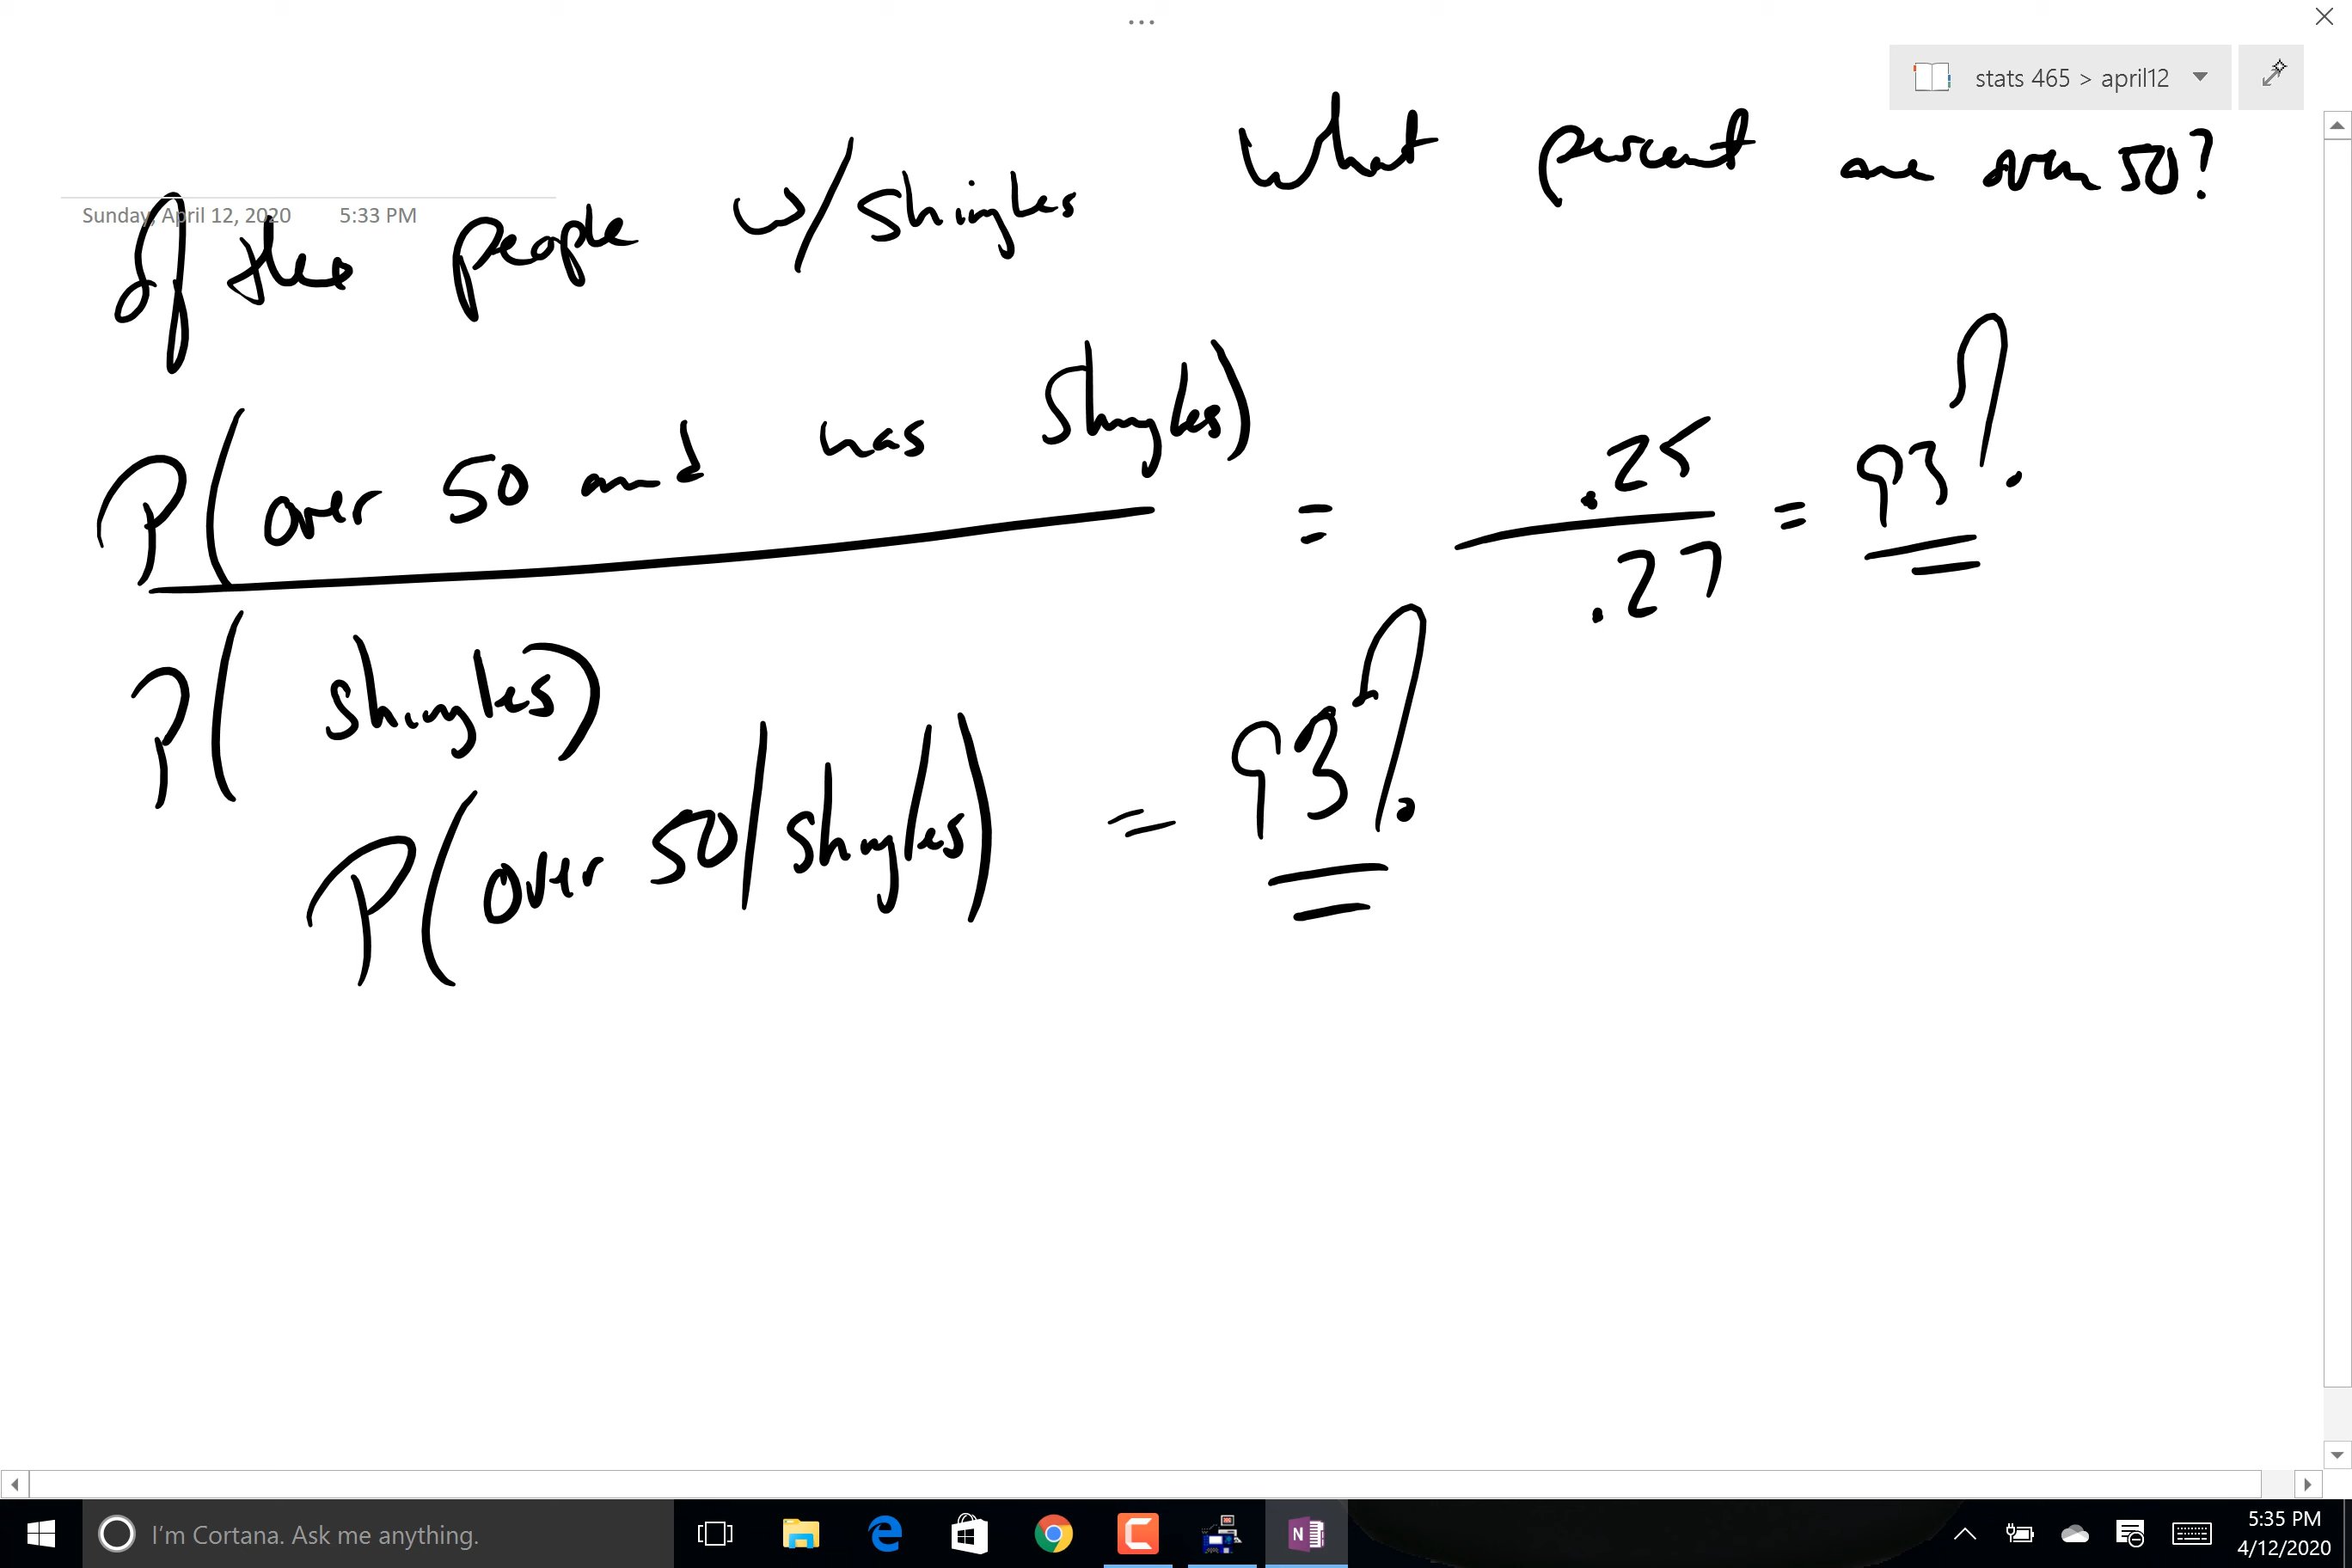 ...
stats 465 > april12
Of the people w/shingles what percent are over 50?
Sunday, April 12, 2020 5:33 PM
P(over 50 and has shingles) = .25 = 93%
P(shingles) .27
P(over 50|shingles) = 93%
I'm Cortana. Ask me anything.
5:35 PM
4/12/2020